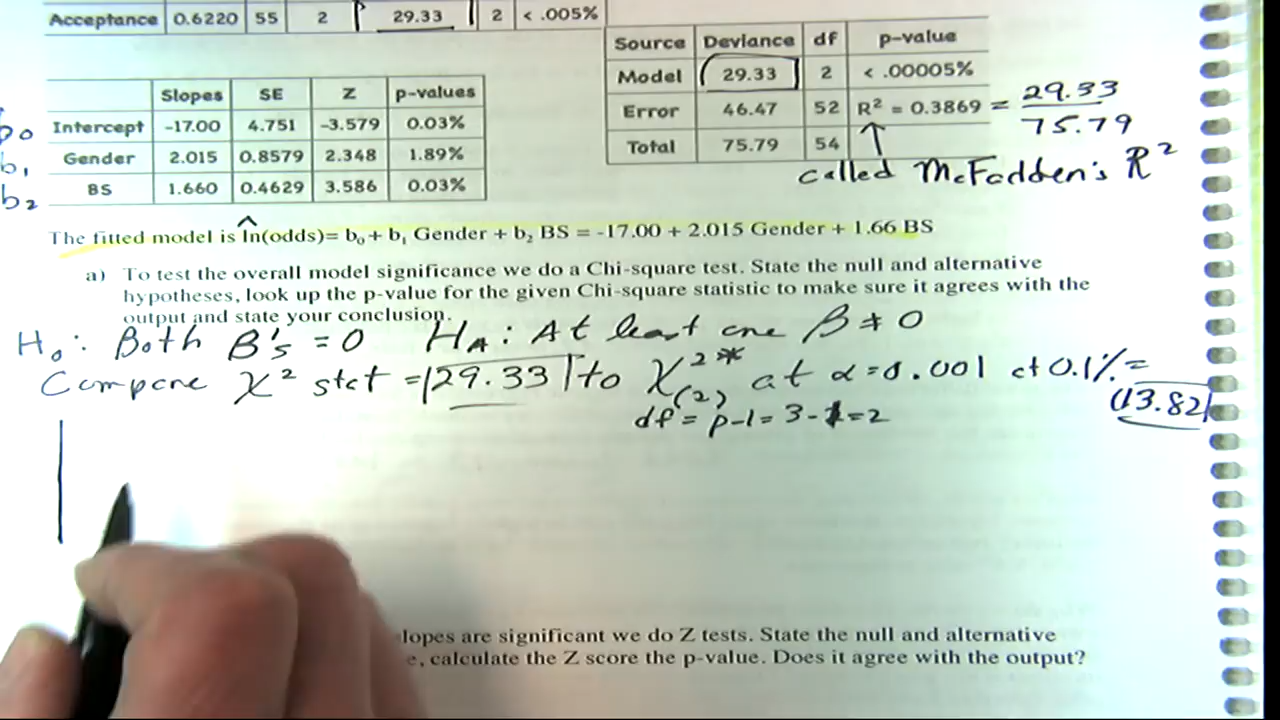 Acceptance 0.6220 55 2 29.33 2 < .005%
Source Deviance df p-value
Model 29.33 2 < .00005%
Error 46.47 52 R² = 0.3869 = 29.33 / 75.79
Total 75.79 54
called McFadden's R²
Slopes SE Z p-values
b₀ Intercept -17.00 4.751 -3.579 0.03%
b₁ Gender 2.015 0.8579 2.348 1.89%
b₂ BS 1.660 0.4629 3.586 0.03%
The fitted model is ln(odds)= b₀ + b₁ Gender + b₂ BS = -17.00 + 2.015 Gender + 1.66 BS
a) To test the overall model significance we do a Chi-square test. State the null and alternative
hypotheses, look up the p-value for the given Chi-square statistic to make sure it agrees with the
output and state your conclusion.
H₀: Both B's = 0 Hₐ: At least one β ≠ 0
Compare χ² stat = 29.33 to χ²*(2) at α=0.001 at 0.1% =
(13.82)
df = p-1 = 3-1=2
lopes are significant we do Z tests. State the null and alternative
e, calculate the Z score the p-value. Does it agree with the output?